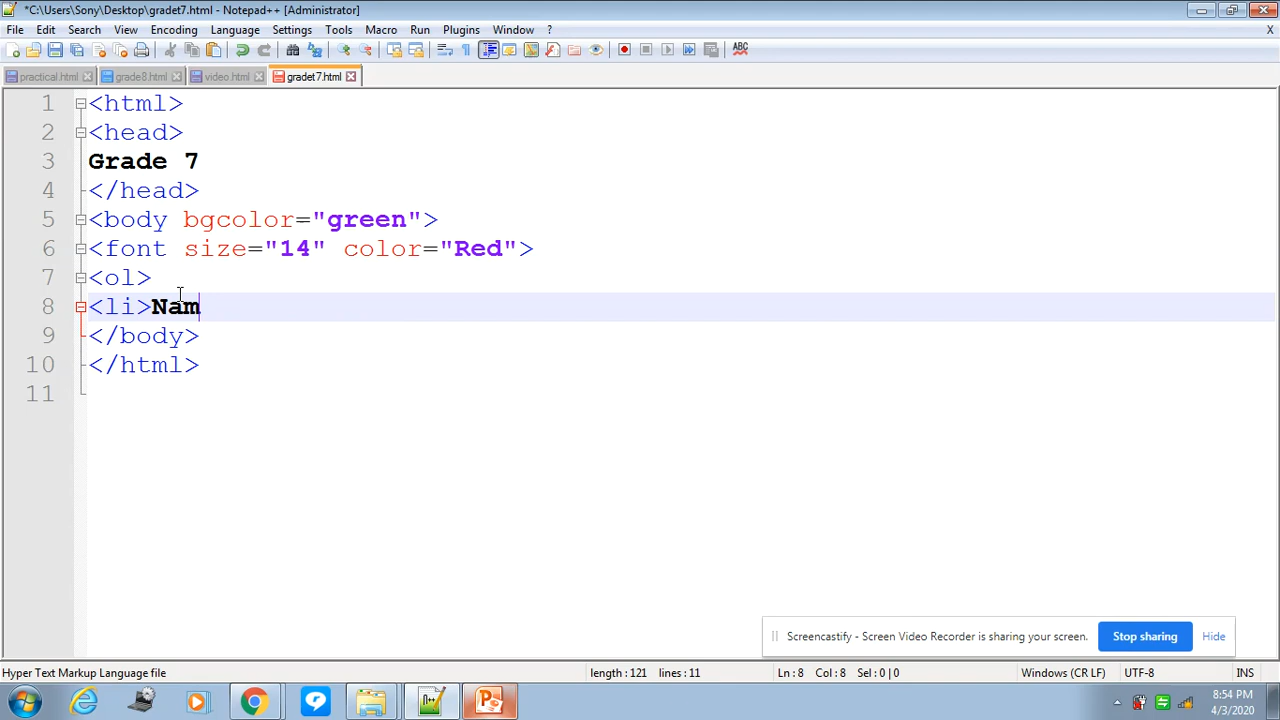 *C:\Users\Sony\Desktop\gradet7.html - Notepad++ [Administrator]
File Edit Search View Encoding Language Settings Tools Macro Run Plugins Window ? X
practical.html grade8.html video.html gradet7.html
1 <html>
2 <head>
3 Grade 7
4 </head>
5 <body bgcolor="green">
6 <font size="14" color="Red">
7 <ol>
8 <li>Nam
9 </body>
10 </html>
11
Screencastify - Screen Video Recorder is sharing your screen. Stop sharing Hide
Hyper Text Markup Language file length : 121 lines : 11 Ln : 8 Col : 8 Sel : 0 | 0 Windows (CR LF) UTF-8 INS
8:54 PM
4/3/2020